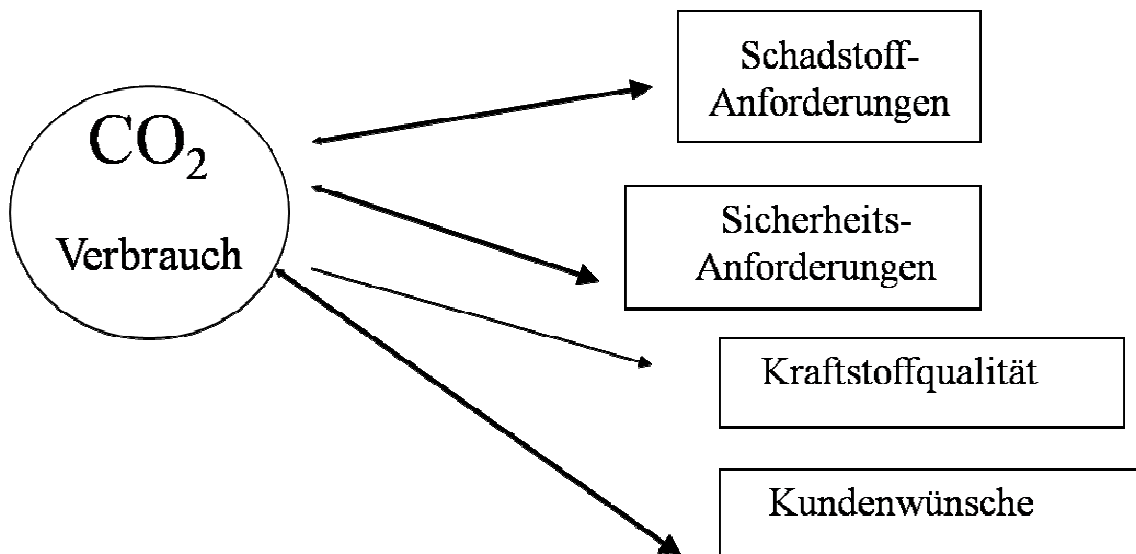 CO₂
Verbrauch
Schadstoff-
Anforderungen
Sicherheits-
Anforderungen
Kraftstoffqualität
Kundenwünsche